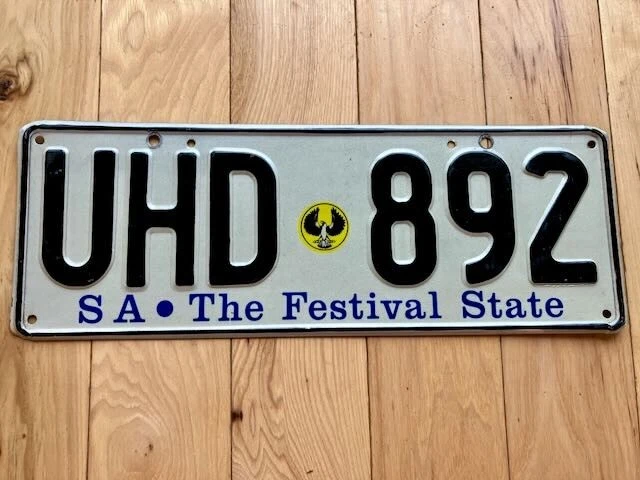 UHD 892
SA • The Festival State